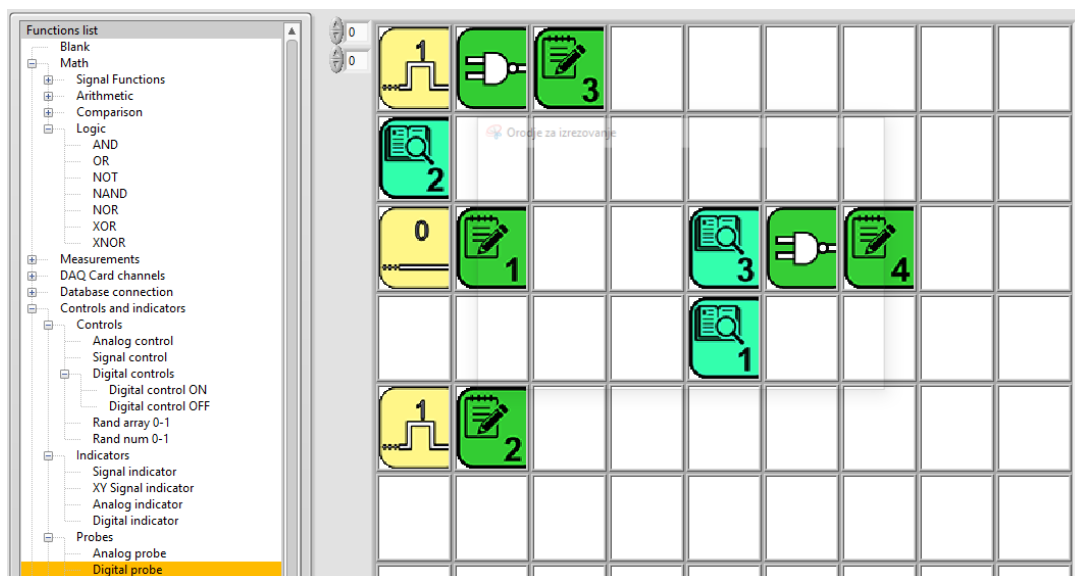 Functions list
Blank
Math
Signal Functions
Arithmetic
Comparison
Logic
AND
OR
NOT
NAND
NOR
XOR
XNOR
Measurements
DAQ Card channels
Database connection
Controls and indicators
Controls
Analog control
Signal control
Digital controls
Digital control ON
Digital control OFF
Rand array 0-1
Rand num 0-1
Indicators
Signal indicator
XY Signal indicator
Analog indicator
Digital indicator
Probes
Analog probe
Digital probe
0
0
1 3
2
Orodje za izrezovanje
0 1 3 4
1
1 2